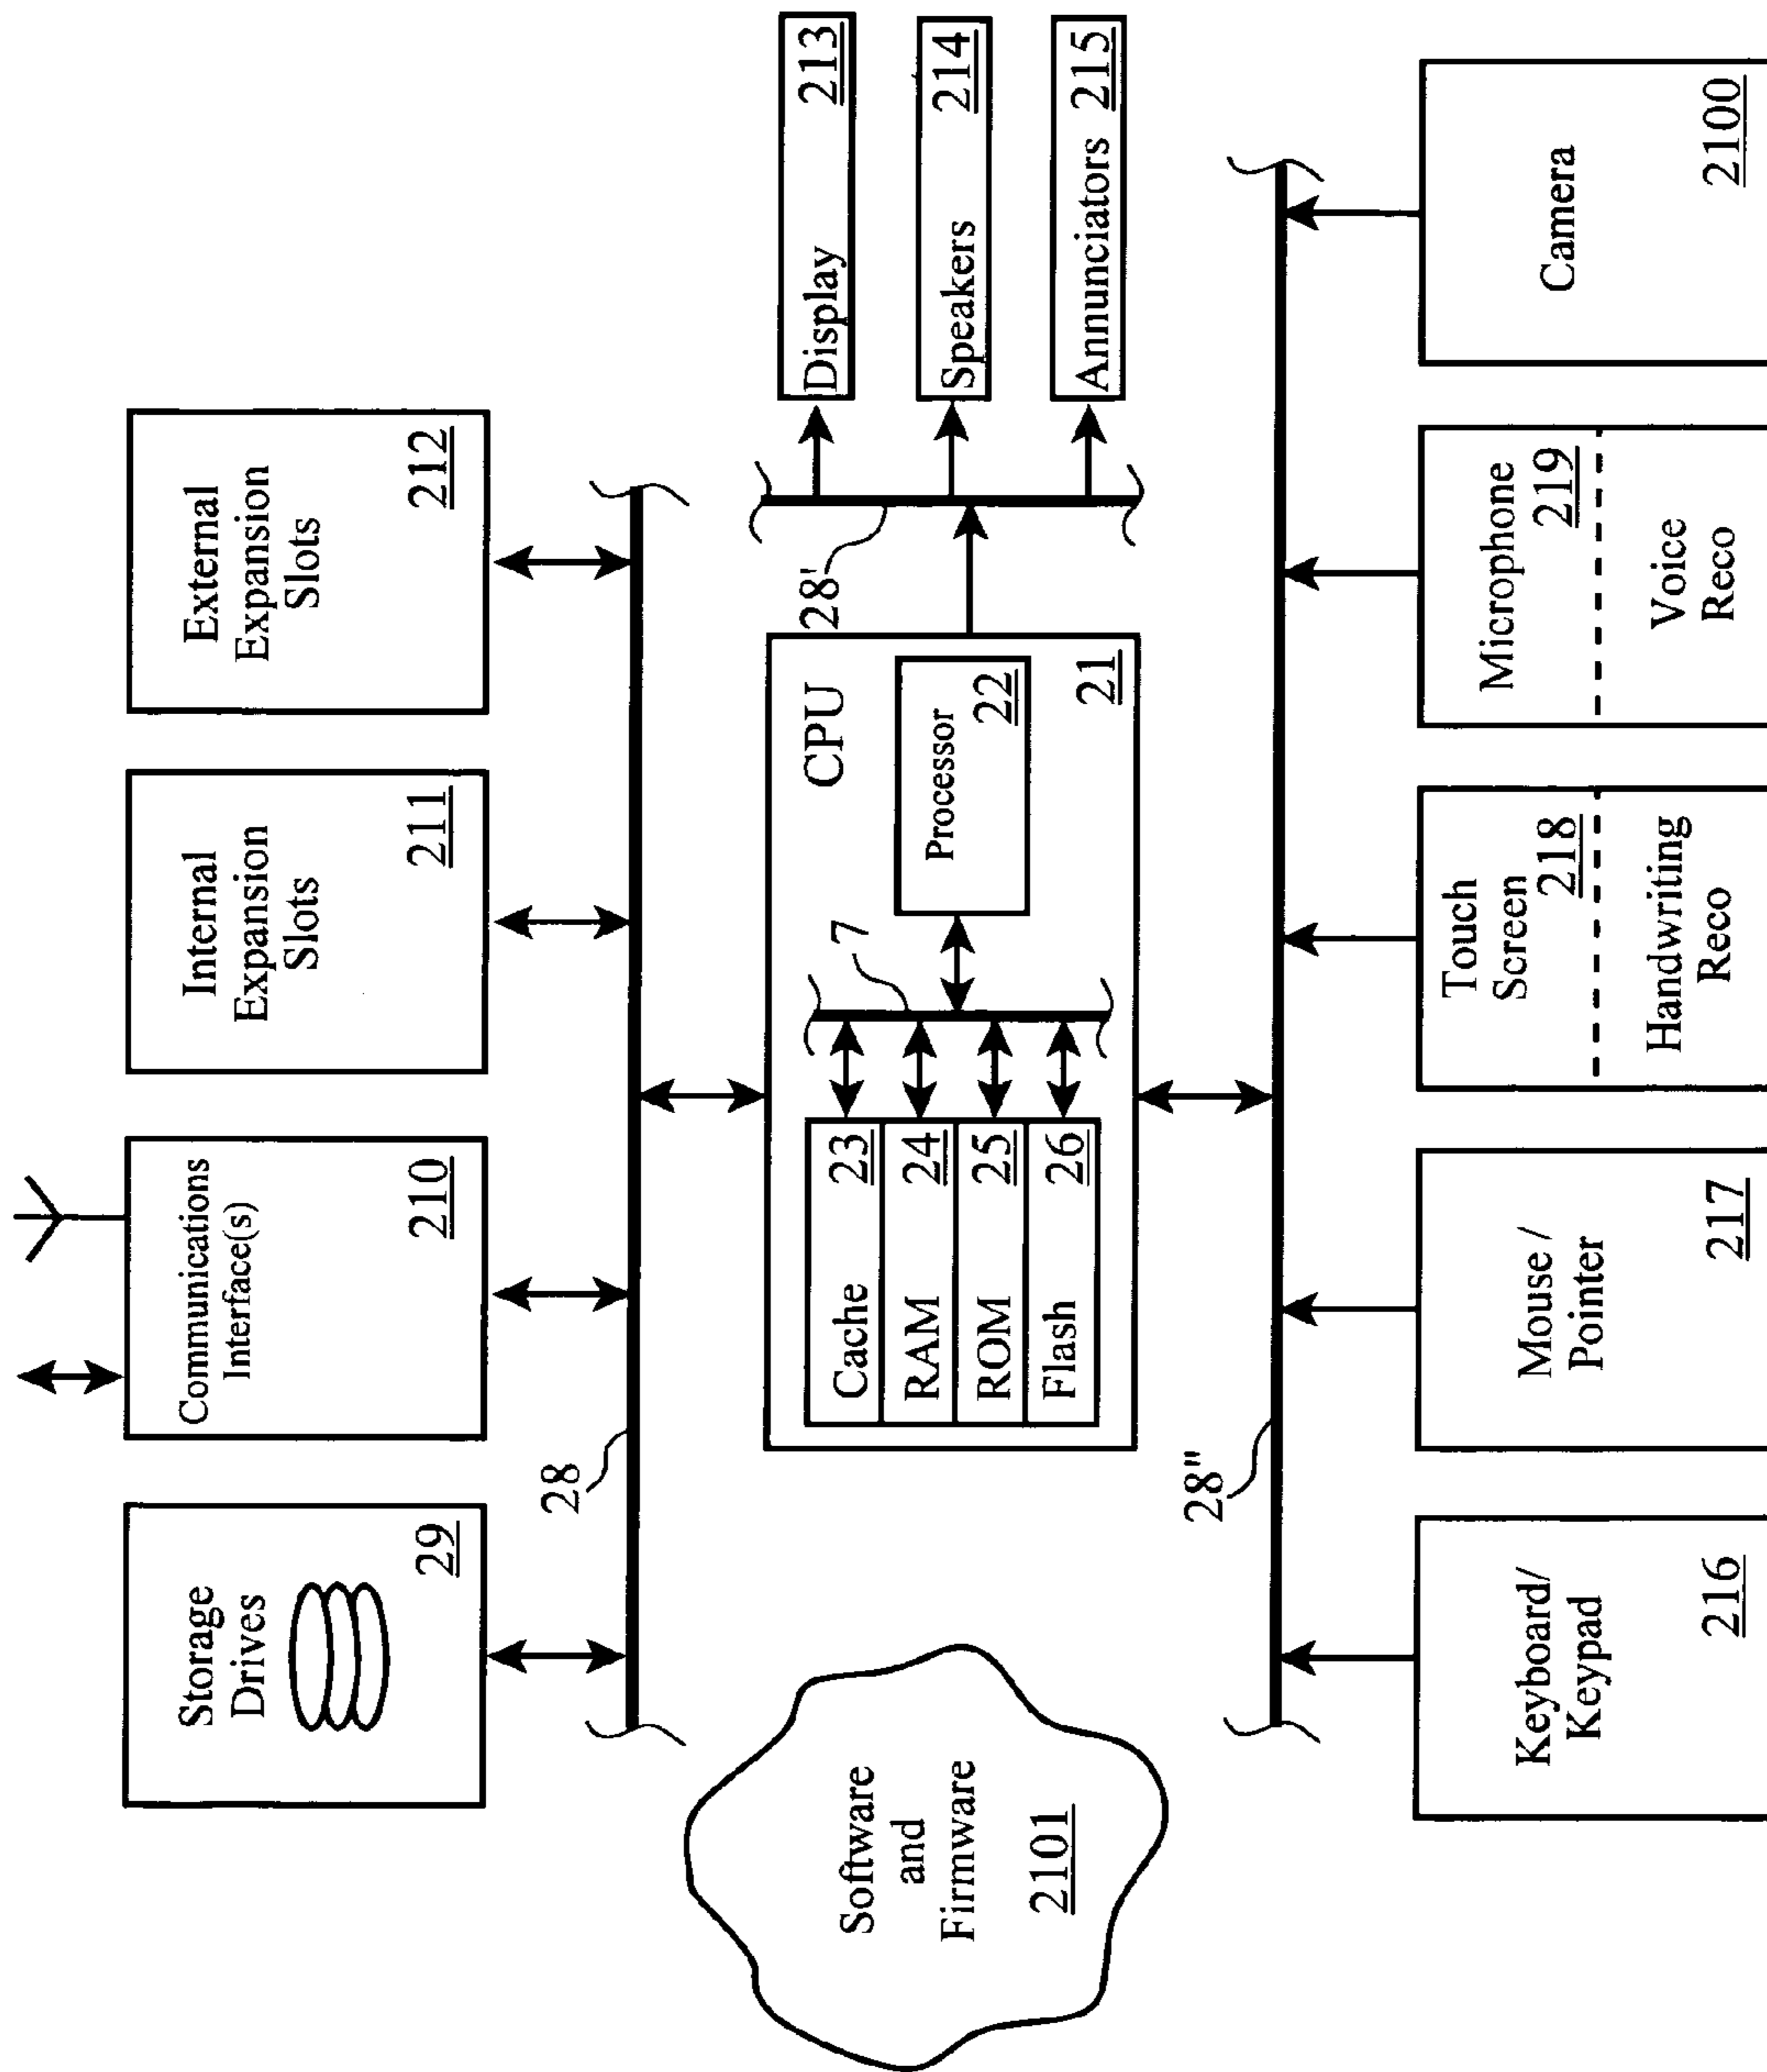 Storage
Drives
29
Communications
Interface(s)
210
Internal
Expansion
Slots
211
External
Expansion
Slots
212
28
CPU
Cache 23
RAM 24
ROM 25
Flash 26
7
Processor
22
21
28'
Display 213
Speakers 214
Annunciators 215
Software
and
Firmware
2101
28"
Keyboard/
Keypad
216
Mouse /
Pointer
217
Touch
Screen
218
Handwriting
Reco
Microphone
219
Voice
Reco
Camera
2100